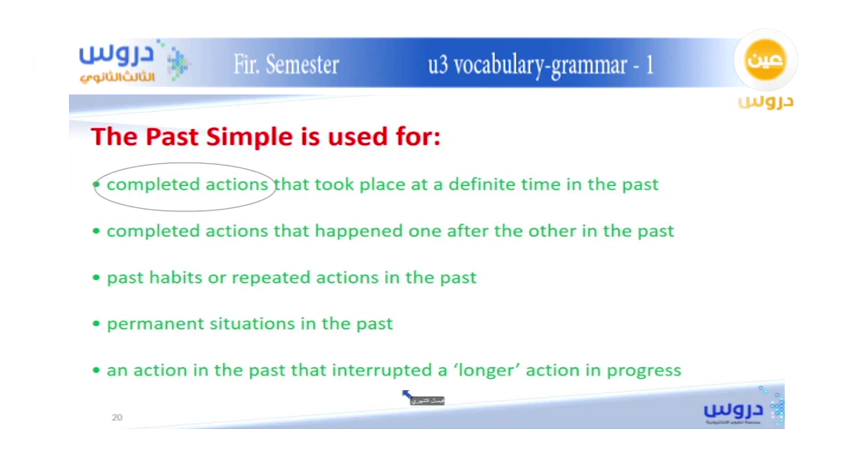 دروس
الثالث الثانوي
Fir. Semester
u3 vocabulary-grammar - 1
عين
دروس
The Past Simple is used for:
• completed actions that took place at a definite time in the past
• completed actions that happened one after the other in the past
• past habits or repeated actions in the past
• permanent situations in the past
• an action in the past that interrupted a ‘longer’ action in progress
20
دروس